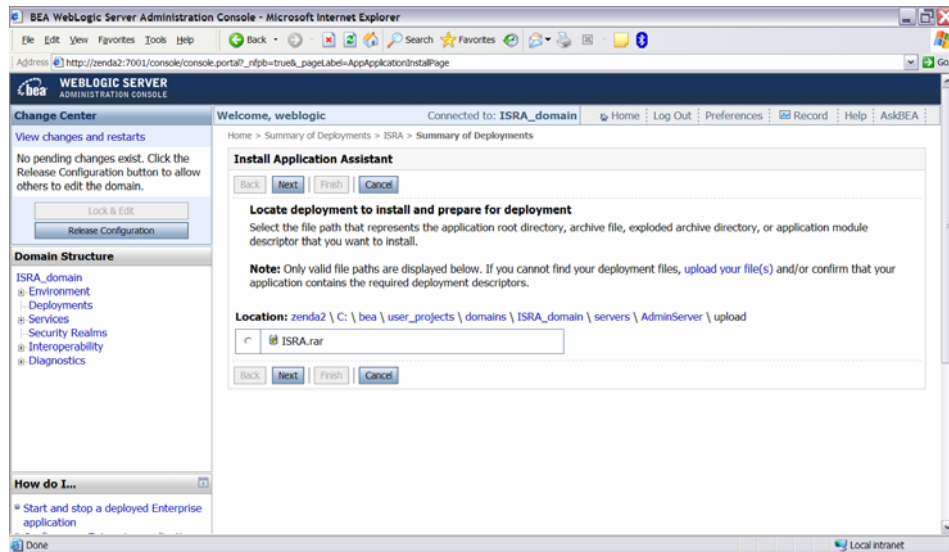 BEA WebLogic Server Administration Console - Microsoft Internet Explorer
File Edit View Favorites Tools Help
Back Search Favorites
Address http://zenda2:7001/console/console.portal?_nfpb=true&_pageLabel=AppApplicationInstallPage Go
bea WEBLOGIC SERVER
ADMINISTRATION CONSOLE
Change Center
View changes and restarts
No pending changes exist. Click the
Release Configuration button to allow
others to edit the domain.
Lock & Edit
Release Configuration
Domain Structure
ISRA_domain
Environment
Deployments
Services
Security Realms
Interoperability
Diagnostics
How do I...
Start and stop a deployed Enterprise
application
Welcome, weblogic Connected to: ISRA_domain Home Log Out Preferences Record Help AskBEA
Home > Summary of Deployments > ISRA > Summary of Deployments
Install Application Assistant
Back Next Finish Cancel
Locate deployment to install and prepare for deployment
Select the file path that represents the application root directory, archive file, exploded archive directory, or application module
descriptor that you want to install.
Note: Only valid file paths are displayed below. If you cannot find your deployment files, upload your file(s) and/or confirm that your
application contains the required deployment descriptors.
Location: zenda2 \ C: \ bea \ user_projects \ domains \ ISRA_domain \ servers \ AdminServer \ upload
ISRA.rar
Back Next Finish Cancel
Done Local intranet